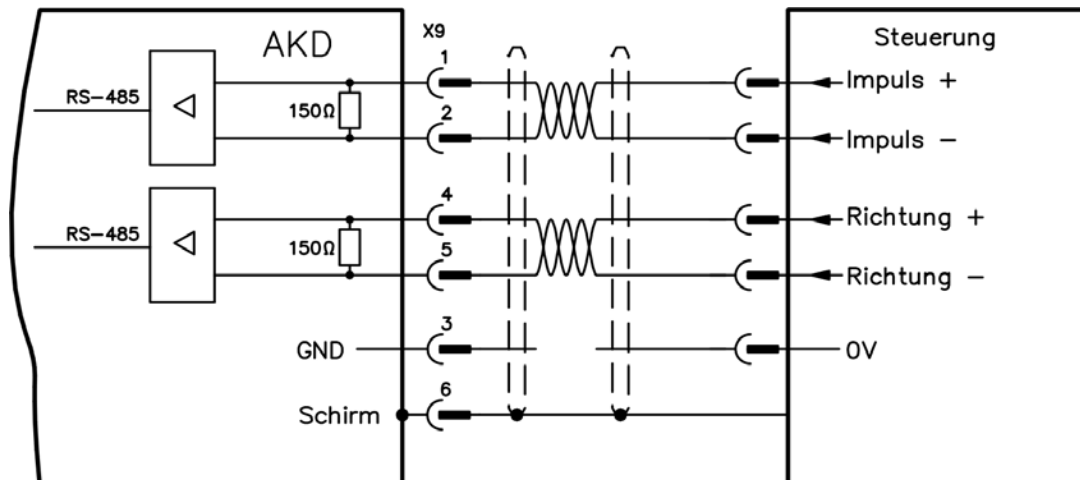 AKD
X9
Steuerung
1
Impuls +
RS-485
150Ω
2
Impuls -
4
Richtung +
RS-485
150Ω
5
Richtung -
3
GND
0V
6
Schirm